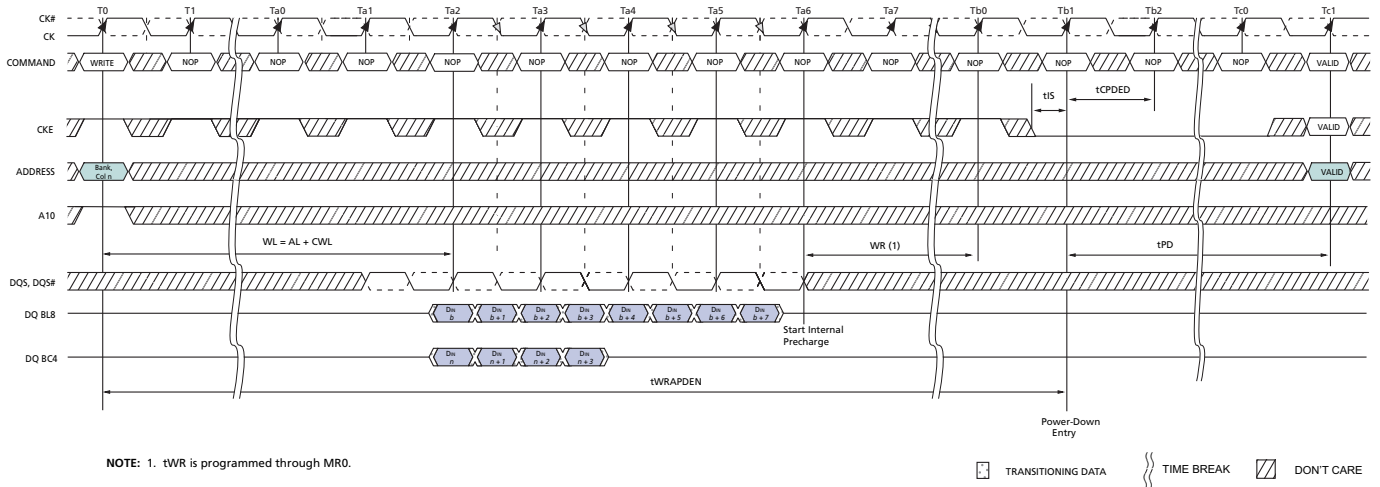 T0 T1 Ta0 Ta1 Ta2 Ta3 Ta4 Ta5 Ta6 Ta7 Tb0 Tb1 Tb2 Tc0 Tc1
CK#
CK
COMMAND WRITE NOP NOP NOP NOP NOP NOP NOP NOP NOP NOP NOP NOP NOP VALID
tIS tCPDED
CKE VALID
ADDRESS Bank, Col n VALID
A10
WL = AL + CWL WR (1) tPD
DQS, DQS#
DQ BL8 DIN b DIN b + 1 DIN b + 2 DIN b + 3 DIN b + 4 DIN b + 5 DIN b + 6 DIN b + 7
Start Internal
Precharge
DQ BC4 DIN n DIN n + 1 DIN n + 2 DIN n + 3
tWRAPDEN
Power-Down
Entry
NOTE: 1. tWR is programmed through MR0.
TRANSITIONING DATA TIME BREAK DON'T CARE